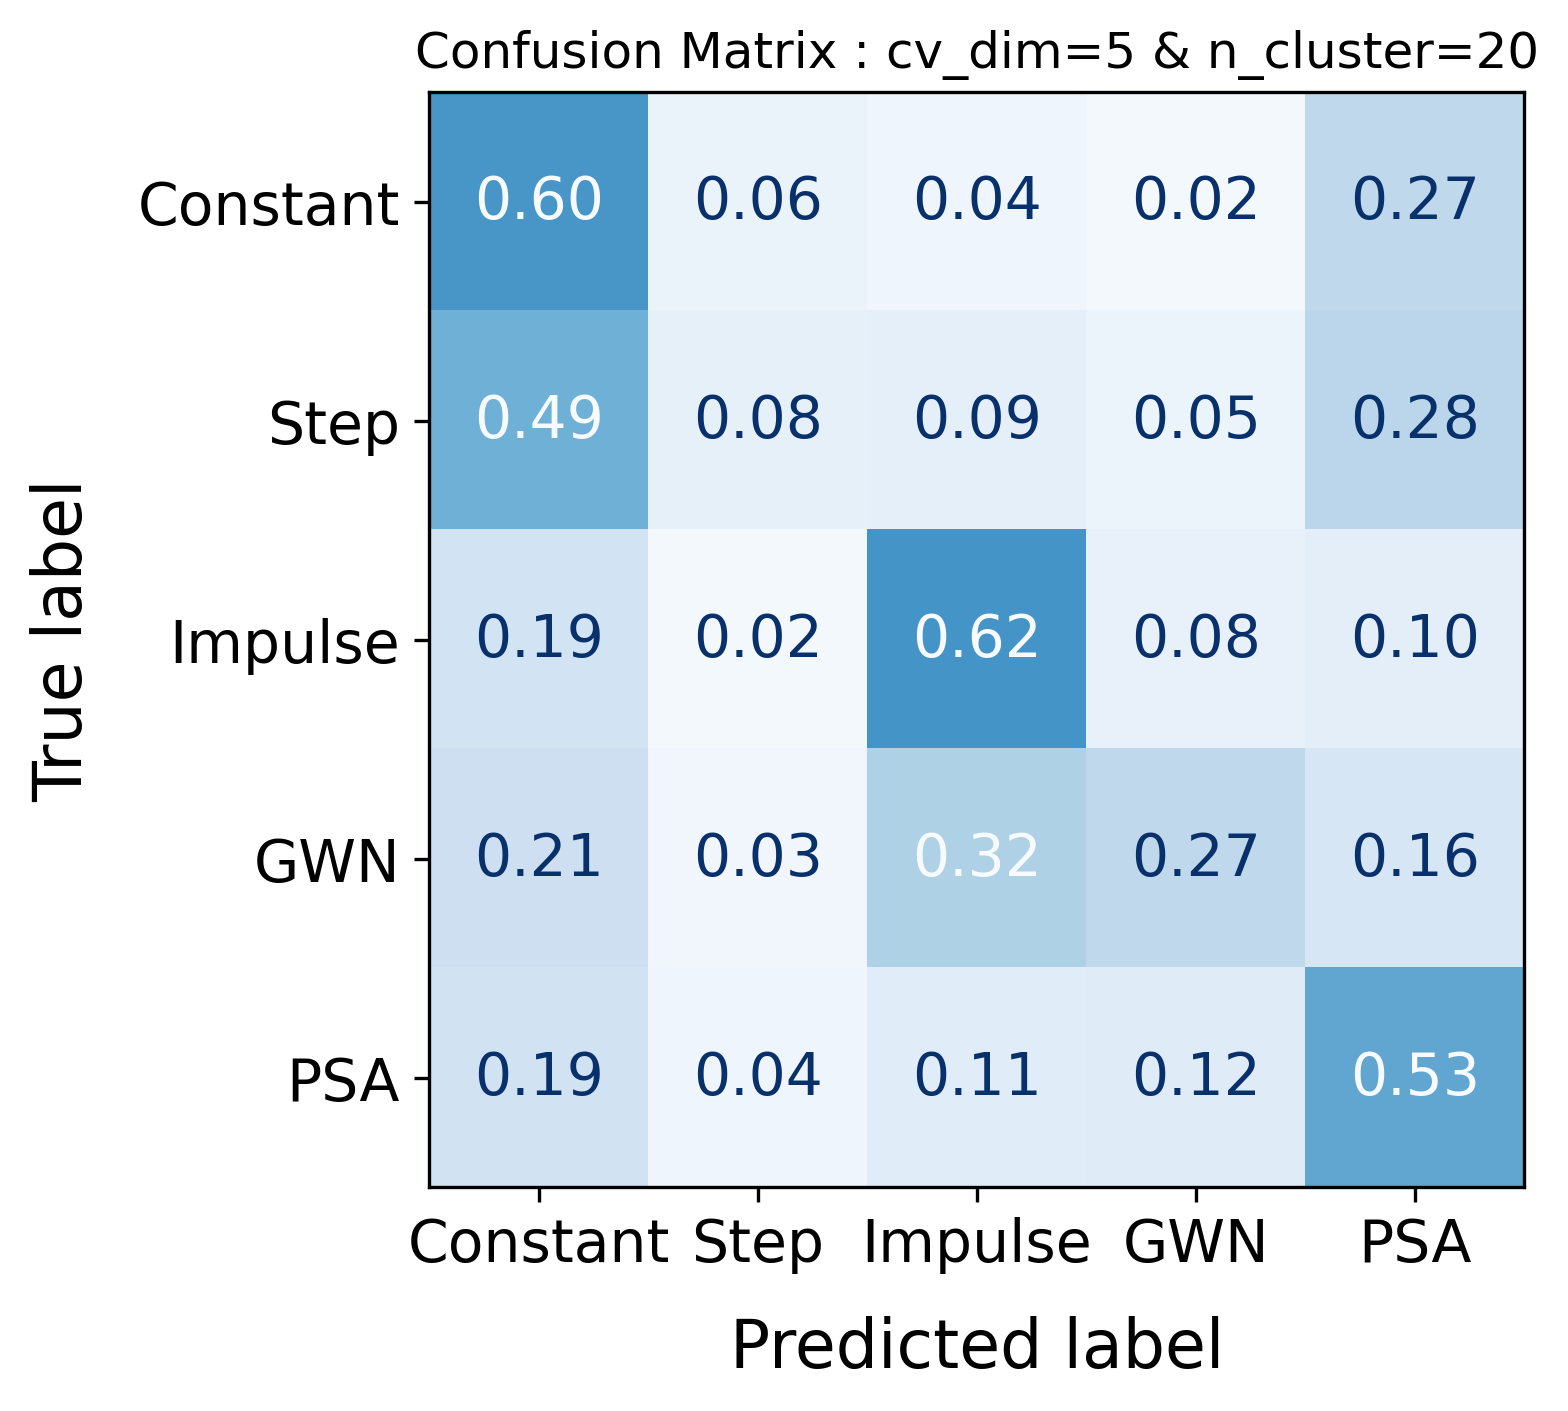 Confusion Matrix : cv_dim=5 & n_cluster=20
True label
Constant 0.60 0.06 0.04 0.02 0.27
Step 0.49 0.08 0.09 0.05 0.28
Impulse 0.19 0.02 0.62 0.08 0.10
GWN 0.21 0.03 0.32 0.27 0.16
PSA 0.19 0.04 0.11 0.12 0.53
Constant Step Impulse GWN PSA
Predicted label